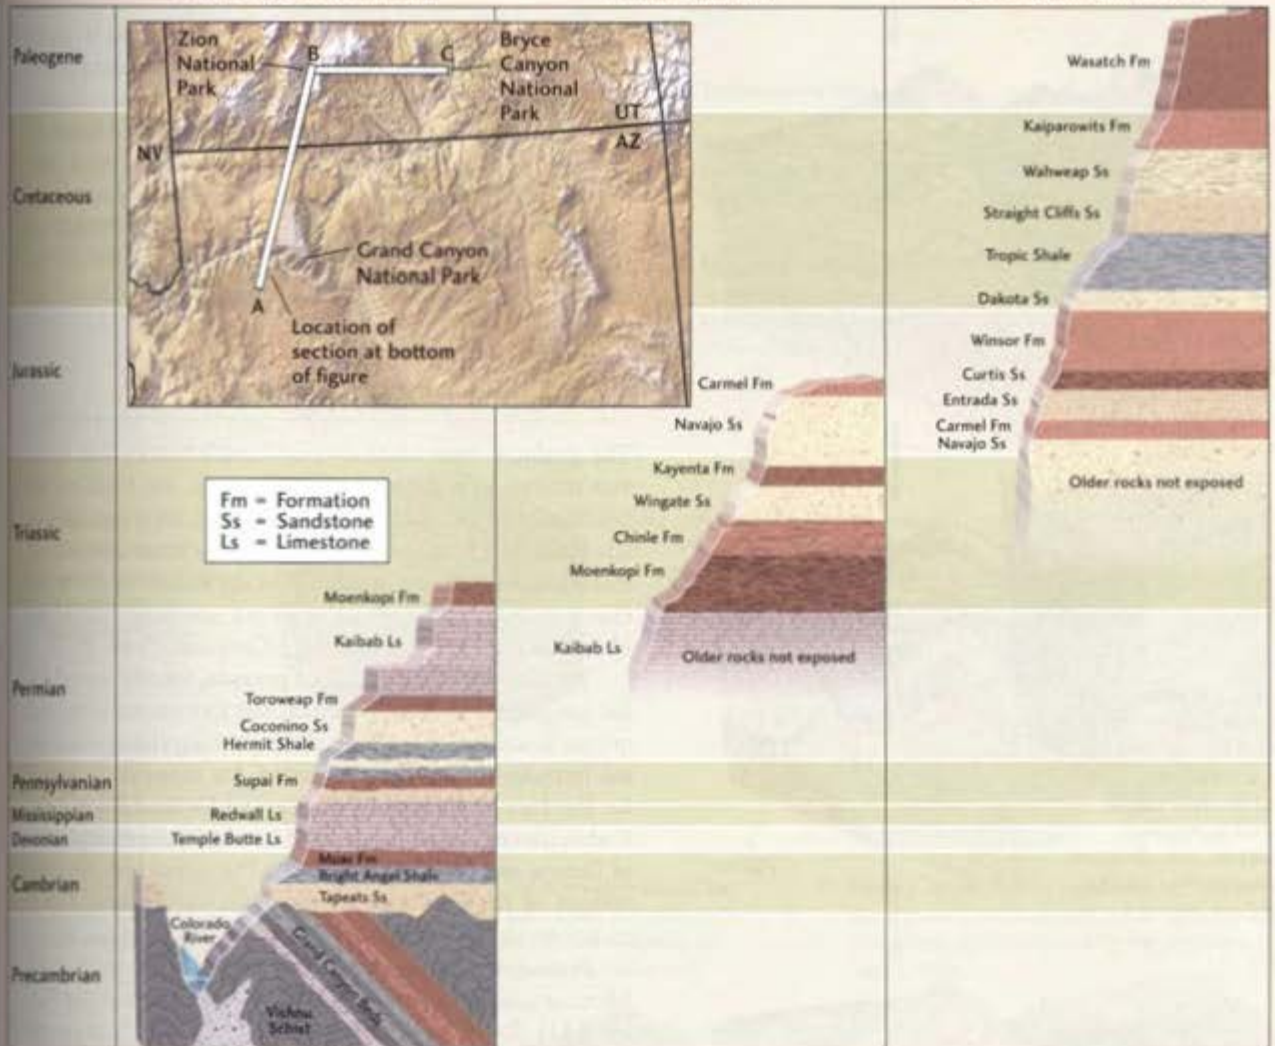 Paleogene
Cretaceous
Jurassic
Triassic
Permian
Pennsylvanian
Mississippian
Devonian
Cambrian
Precambrian
Zion
National
Park
B
C
Bryce
Canyon
National
Park
UT
AZ
NV
Grand Canyon
National Park
A
Location of
section at bottom
of figure
Fm = Formation
Ss = Sandstone
Ls = Limestone
Moenkopi Fm
Kaibab Ls
Toroweap Fm
Coconino Ss
Hermit Shale
Supai Fm
Redwall Ls
Temple Butte Ls
Muav Fm
Bright Angel Shale
Tapeats Ss
Colorado
River
Grand Canyon Beds
Vishnu
Schist
Carmel Fm
Navajo Ss
Kayenta Fm
Wingate Ss
Chinle Fm
Moenkopi Fm
Kaibab Ls
Older rocks not exposed
Wasatch Fm
Kaiparowits Fm
Wahweap Ss
Straight Cliffs Ss
Tropic Shale
Dakota Ss
Winsor Fm
Curtis Ss
Entrada Ss
Carmel Fm
Navajo Ss
Older rocks not exposed